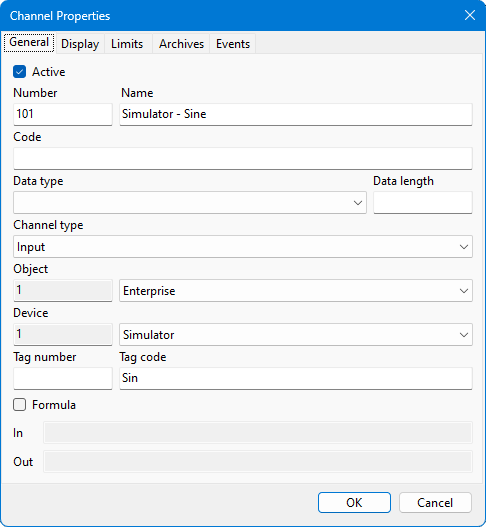 Channel Properties
General Display Limits Archives Events
Active
Number Name
101 Simulator - Sine
Code
Data type Data length
Channel type
Input
Object
1 Enterprise
Device
1 Simulator
Tag number Tag code
Sin
Formula
In
Out
OK Cancel